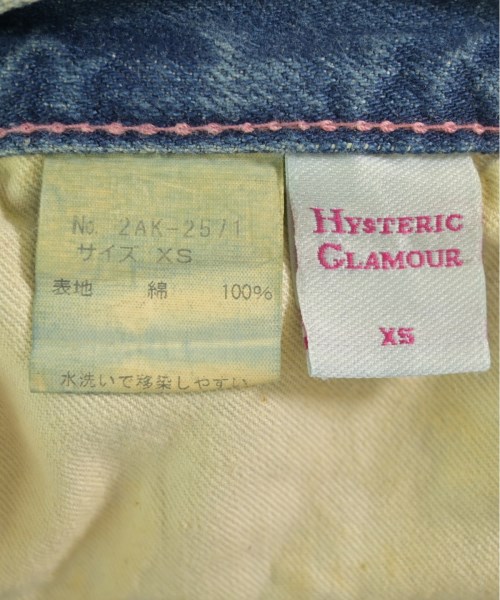 No. 2AK-2571
サイズ XS
表地 綿 100%
水洗いで移染しやすい
HYSTERIC
GLAMOUR
XS